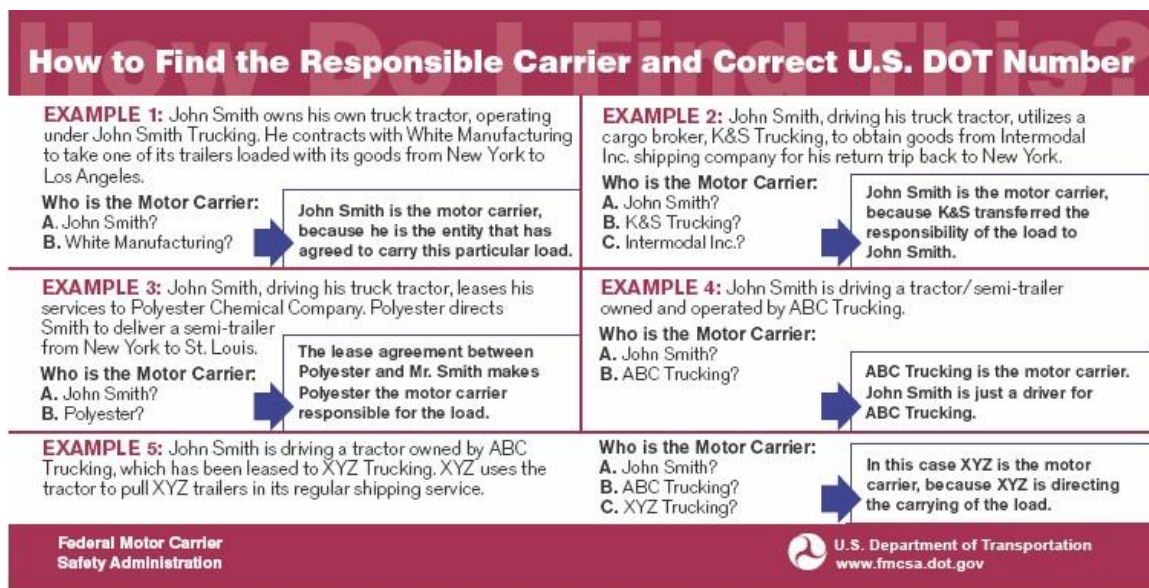 How Do I Find This?
How to Find the Responsible Carrier and Correct U.S. DOT Number
EXAMPLE 1: John Smith owns his own truck tractor, operating
under John Smith Trucking. He contracts with White Manufacturing
to take one of its trailers loaded with its goods from New York to
Los Angeles.
Who is the Motor Carrier:
A. John Smith?
B. White Manufacturing?
John Smith is the motor carrier,
because he is the entity that has
agreed to carry this particular load.
EXAMPLE 2: John Smith, driving his truck tractor, utilizes a
cargo broker, K&S Trucking, to obtain goods from Intermodal
Inc. shipping company for his return trip back to New York.
Who is the Motor Carrier:
A. John Smith?
B. K&S Trucking?
C. Intermodal Inc.?
John Smith is the motor carrier,
because K&S transferred the
responsibility of the load to
John Smith.
EXAMPLE 3: John Smith, driving his truck tractor, leases his
services to Polyester Chemical Company. Polyester directs
Smith to deliver a semi-trailer
from New York to St. Louis.
Who is the Motor Carrier:
A. John Smith?
B. Polyester?
The lease agreement between
Polyester and Mr. Smith makes
Polyester the motor carrier
responsible for the load.
EXAMPLE 4: John Smith is driving a tractor/semi-trailer
owned and operated by ABC Trucking.
Who is the Motor Carrier:
A. John Smith?
B. ABC Trucking?
ABC Trucking is the motor carrier.
John Smith is just a driver for
ABC Trucking.
EXAMPLE 5: John Smith is driving a tractor owned by ABC
Trucking, which has been leased to XYZ Trucking. XYZ uses the
tractor to pull XYZ trailers in its regular shipping service.
Who is the Motor Carrier:
A. John Smith?
B. ABC Trucking?
C. XYZ Trucking?
In this case XYZ is the motor
carrier, because XYZ is directing
the carrying of the load.
Federal Motor Carrier
Safety Administration
U.S. Department of Transportation
www.fmcsa.dot.gov